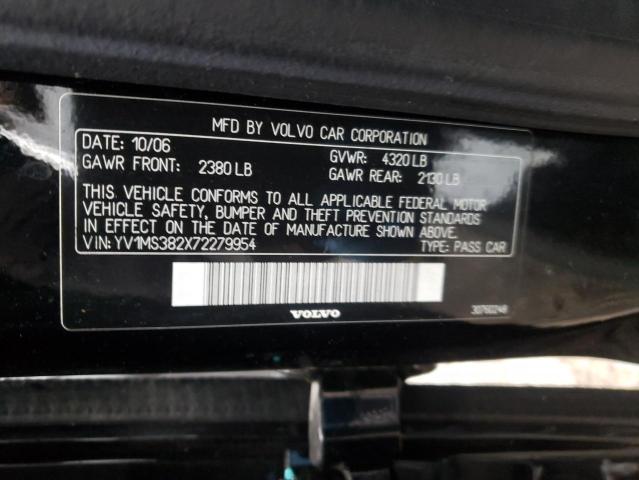 MFD BY VOLVO CAR CORPORATION
DATE: 10/06 GVWR: 4320 LB
GAWR FRONT: 2380 LB GAWR REAR: 2130 LB
THIS VEHICLE CONFORMS TO ALL APPLICABLE FEDERAL MOTOR
VEHICLE SAFETY, BUMPER AND THEFT PREVENTION STANDARDS
IN EFFECT ON THE DATE OF MANUFACTURE SHOWN ABOVE.
VIN: YV1MS382X72279954 TYPE: PASS CAR
VOLVO 30760248